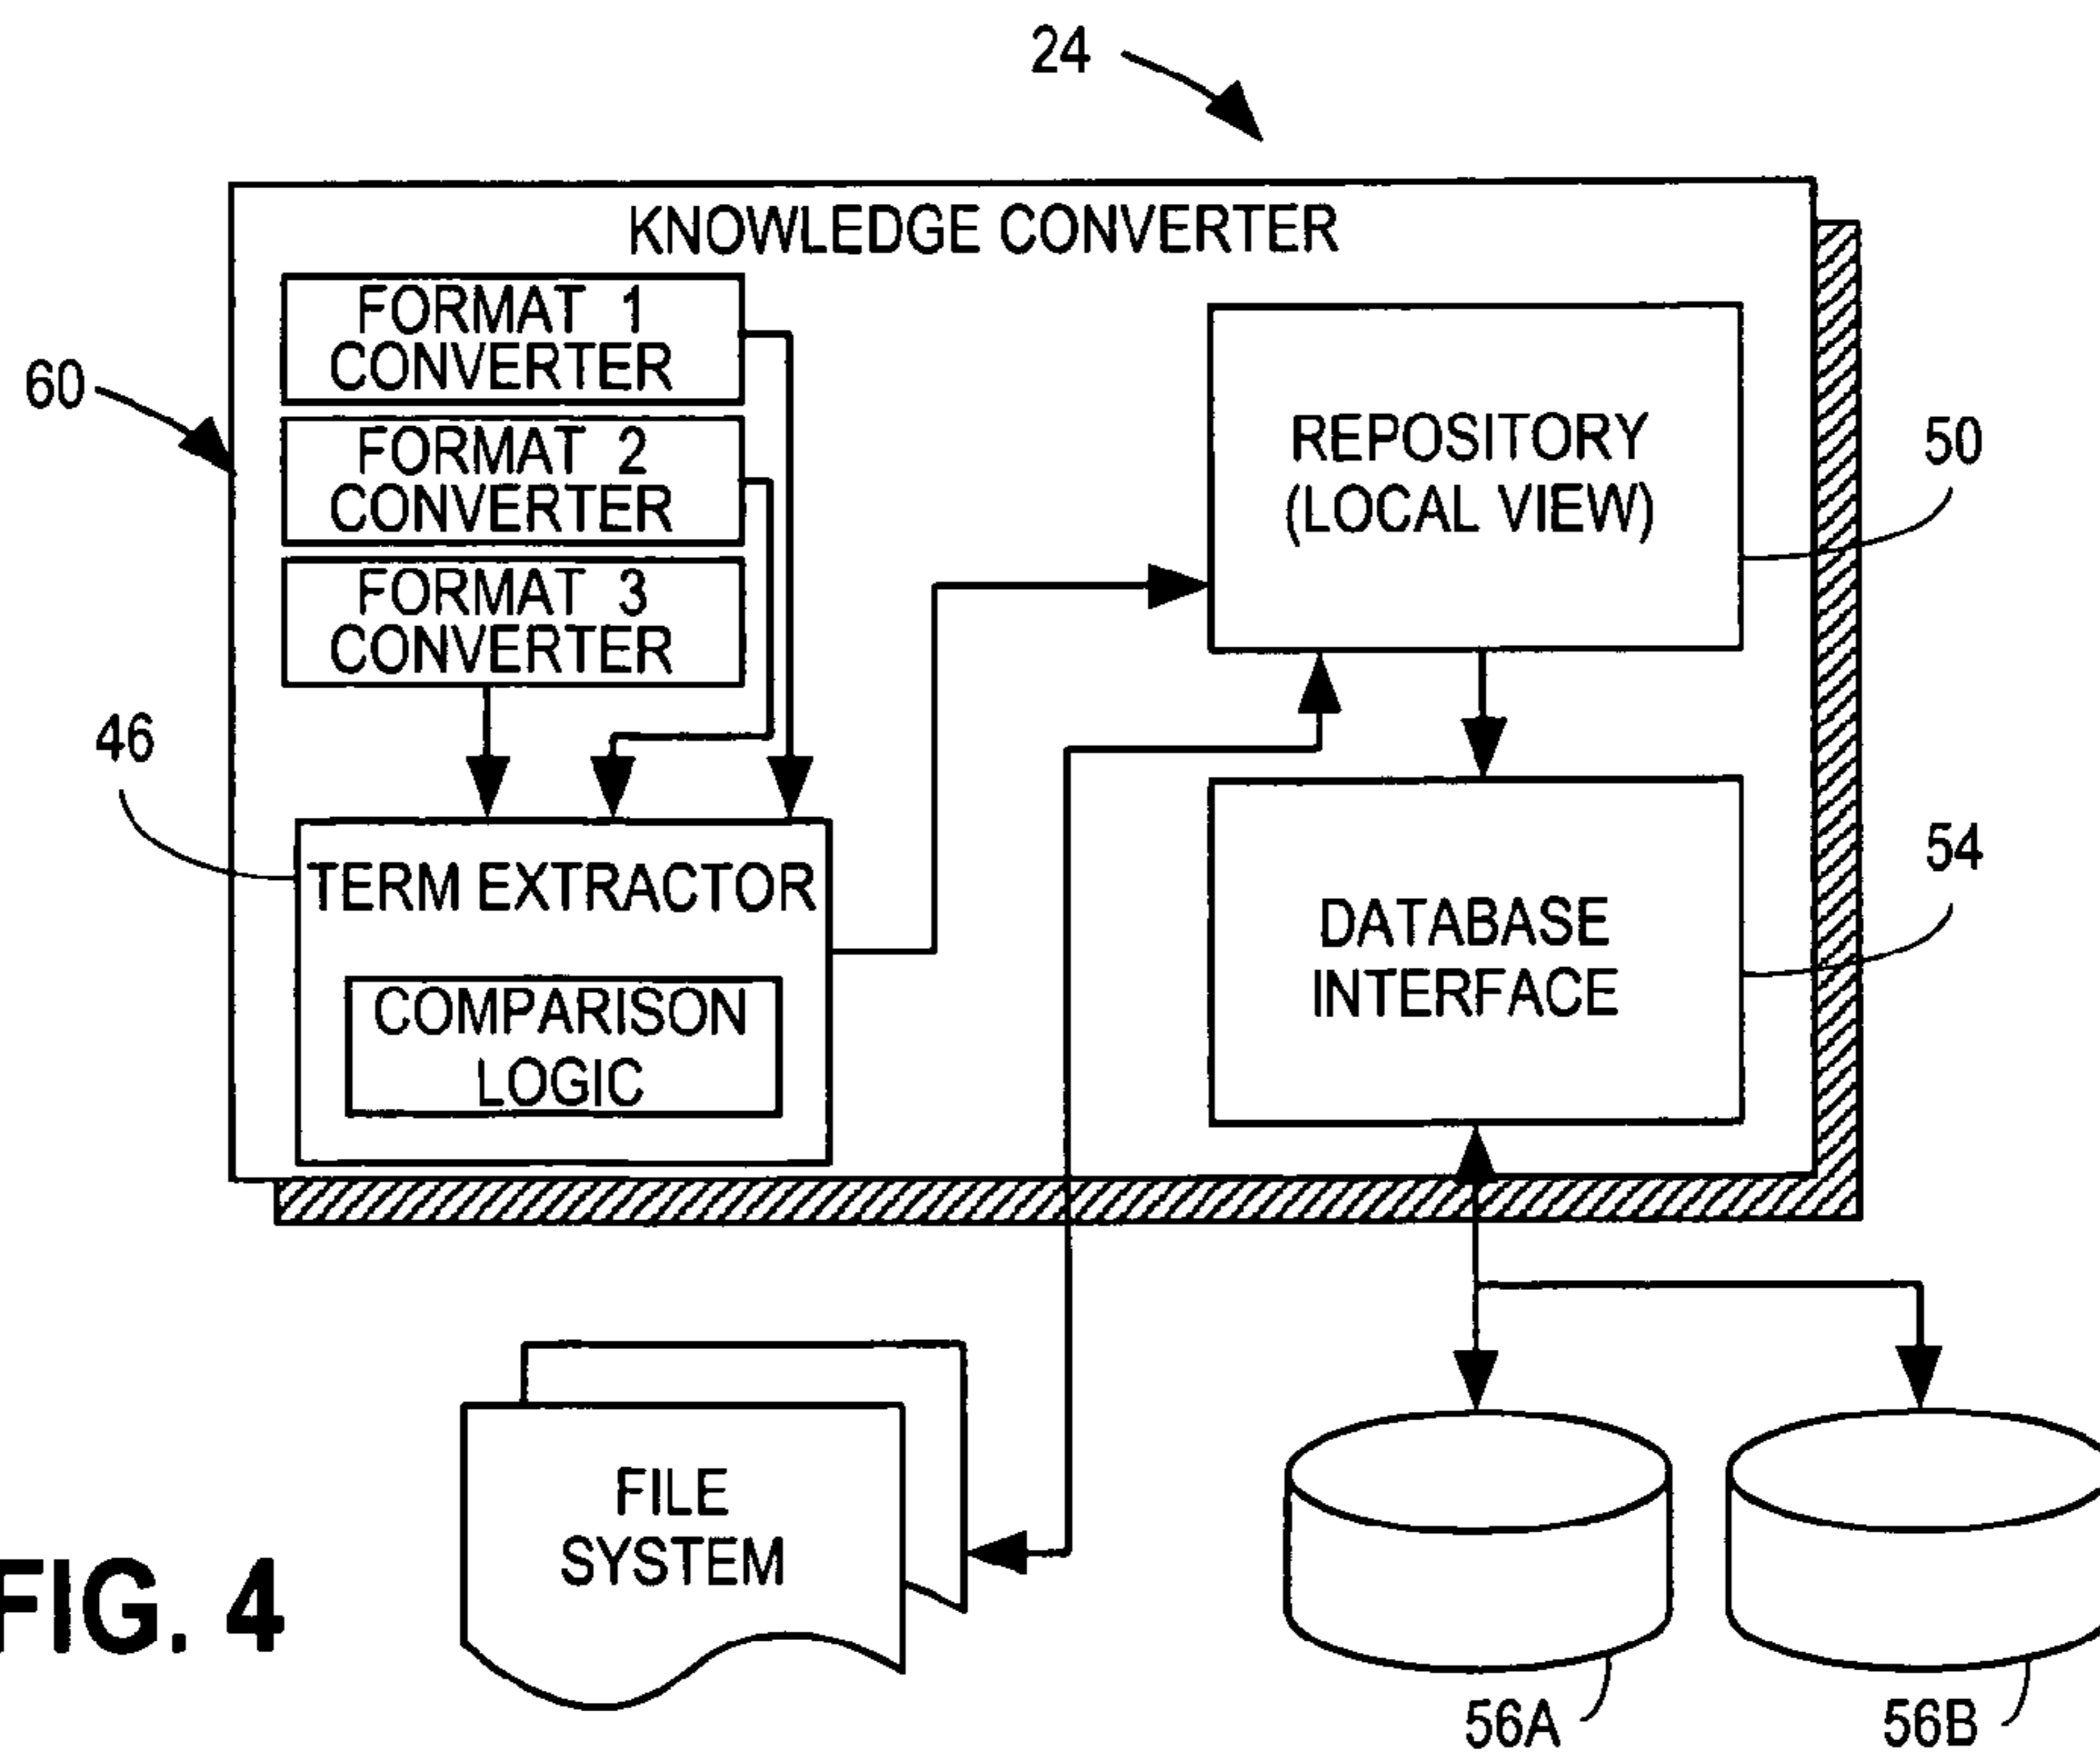 24
KNOWLEDGE CONVERTER
FORMAT 1
CONVERTER
FORMAT 2
CONVERTER
FORMAT 3
CONVERTER
60
REPOSITORY
(LOCAL VIEW)
50
46
TERM EXTRACTOR
COMPARISON
LOGIC
DATABASE
INTERFACE
54
FILE
SYSTEM
FIG. 4
56A
56B